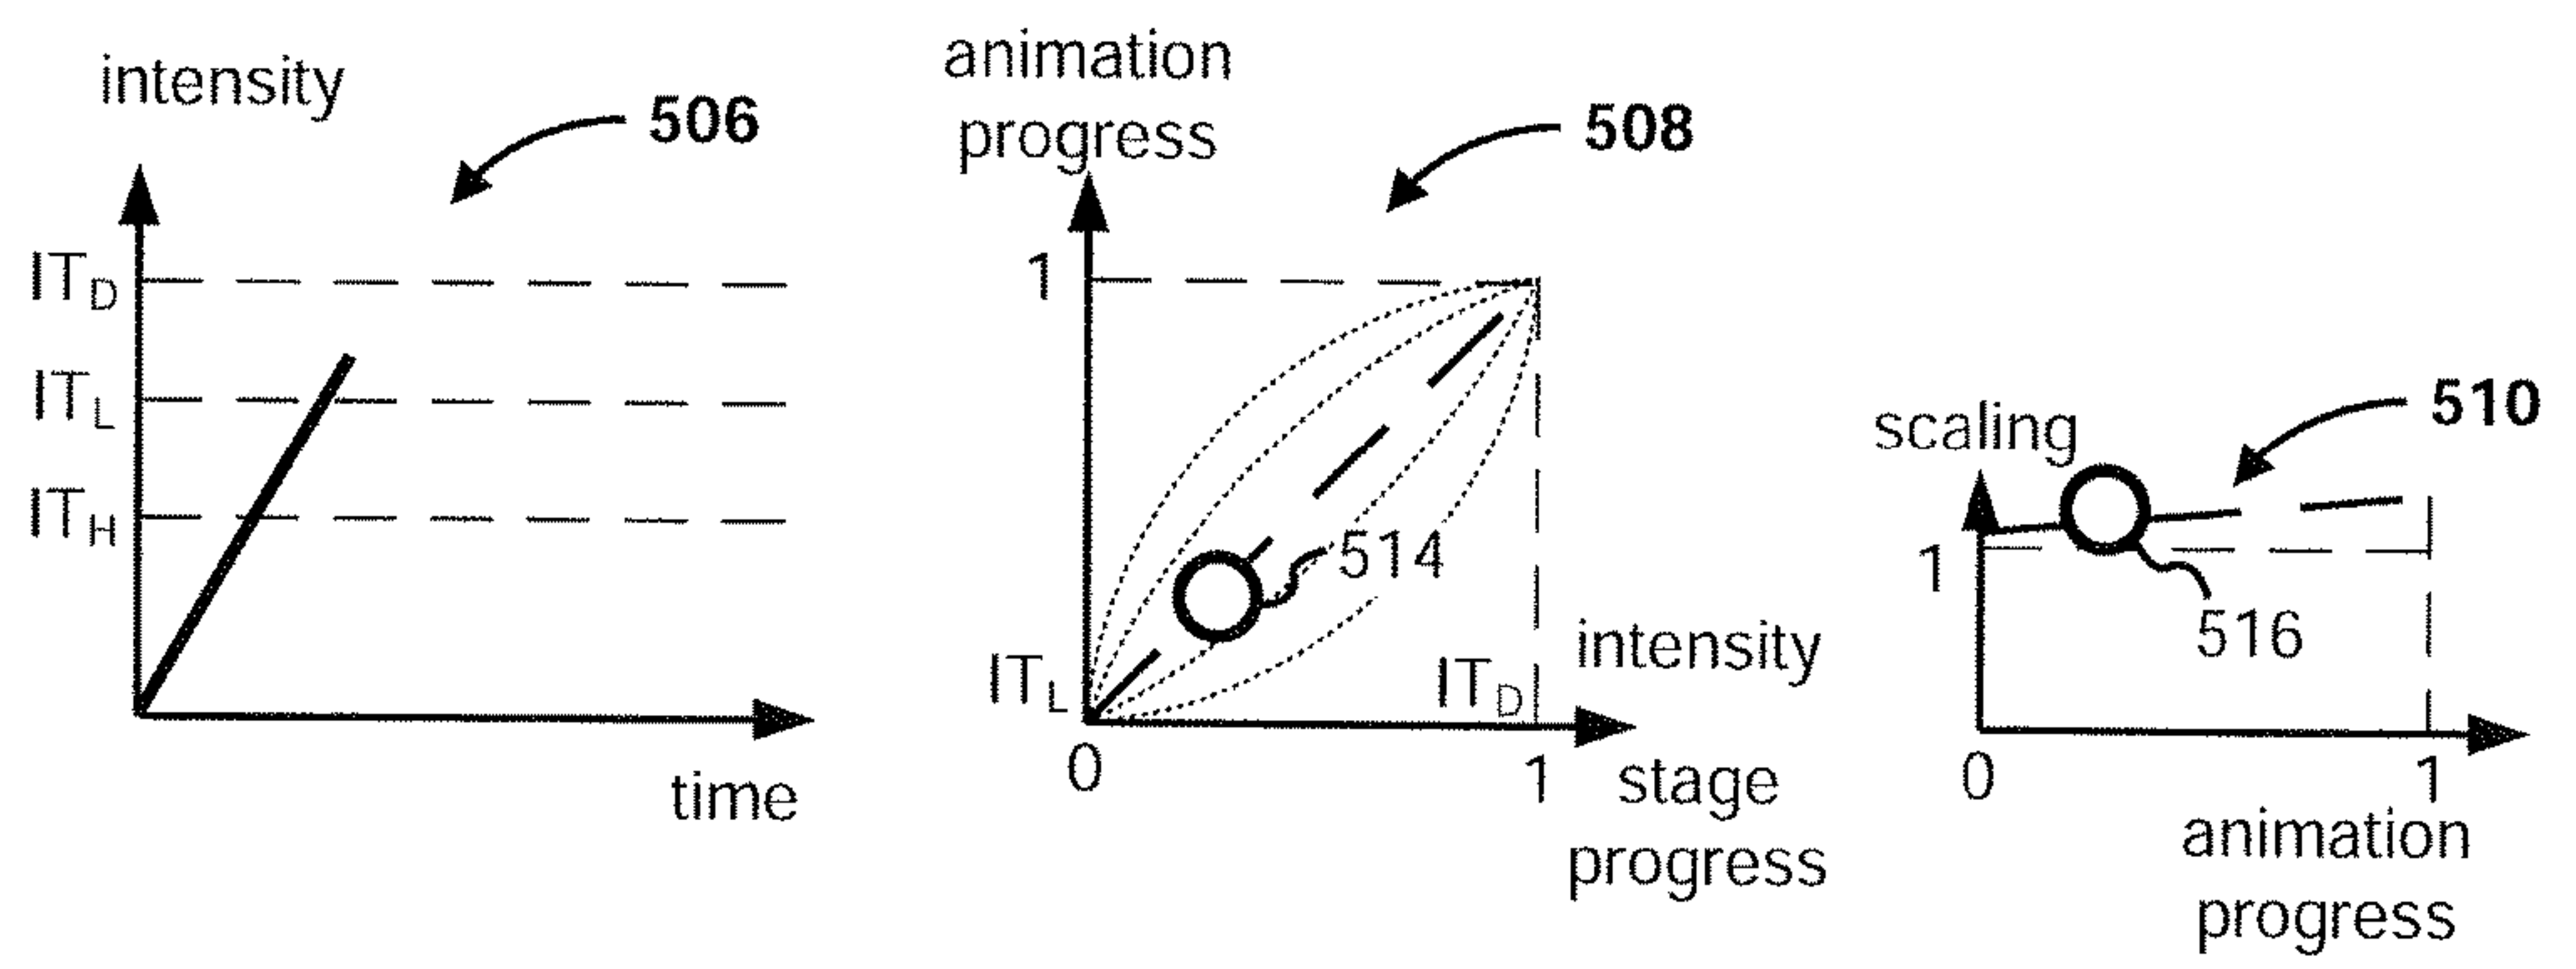 intensity
506
IT_D
IT_L
IT_H
time
animation
progress
508
1
514
IT_L
IT_D
intensity
0
1
stage
progress
scaling
510
1
516
0
1
animation
progress